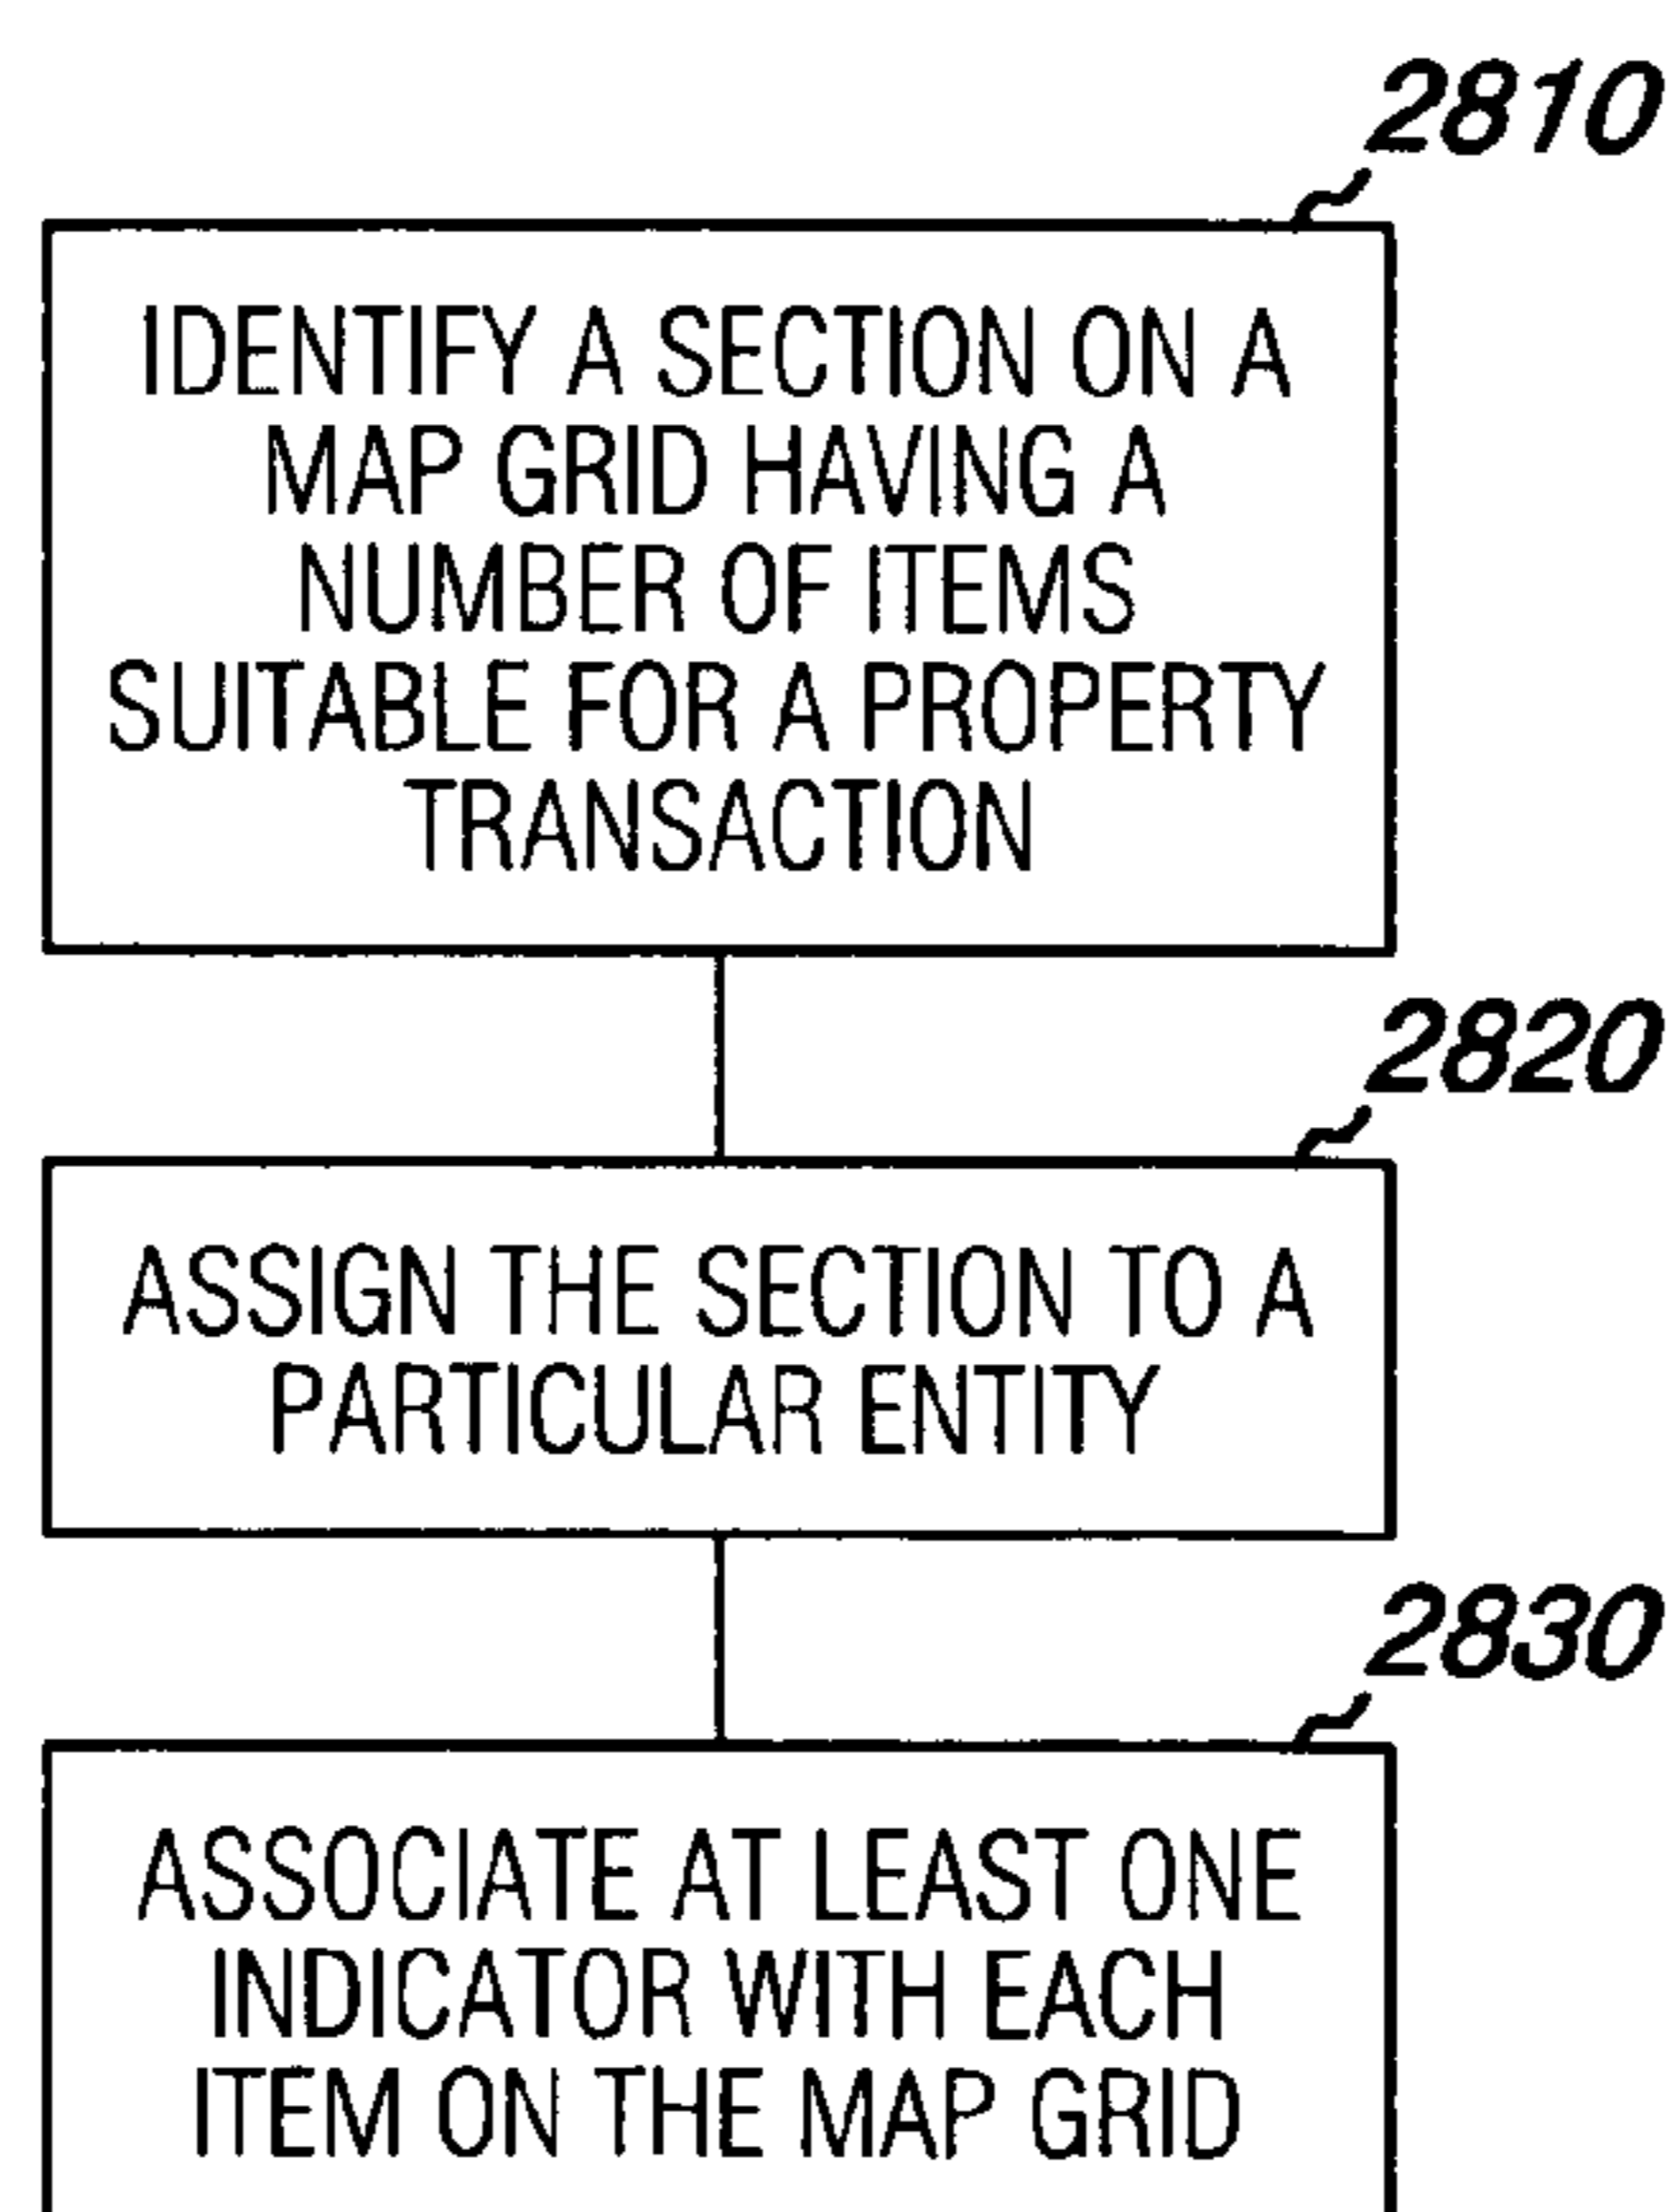 2810
IDENTIFY A SECTION ON A
MAP GRID HAVING A
NUMBER OF ITEMS
SUITABLE FOR A PROPERTY
TRANSACTION
2820
ASSIGN THE SECTION TO A
PARTICULAR ENTITY
2830
ASSOCIATE AT LEAST ONE
INDICATOR WITH EACH
ITEM ON THE MAP GRID